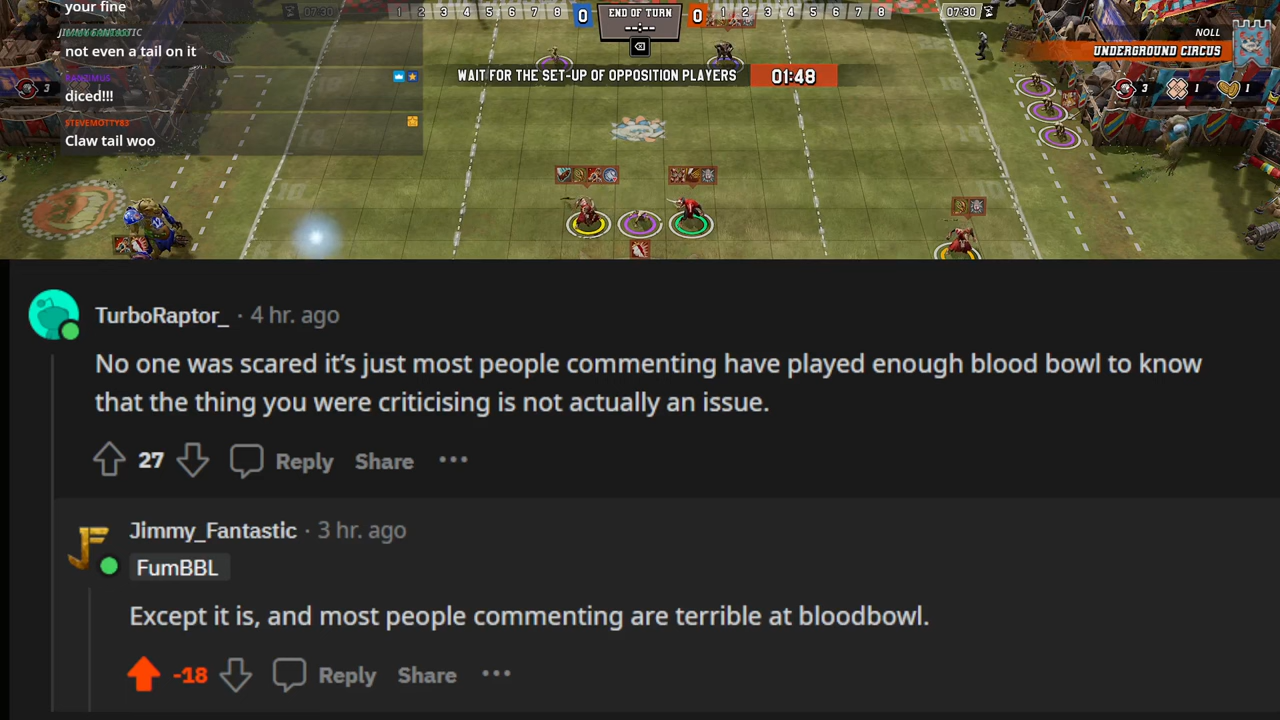 your fine
JIMMY FANTASTIC
not even a tail on it
diced!!!
STEVEMOTTY83
Claw tail woo
3
07:30
1 2 3 4 5 6 7 8
0
END OF TURN
--:--
0
1 2 3 4 5 6 7 8
07:30
NOLL
UNDERGROUND CIRCUS
3 1 1
WAIT FOR THE SET-UP OF OPPOSITION PLAYERS
01:48
TurboRaptor_ · 4 hr. ago
No one was scared it’s just most people commenting have played enough blood bowl to know
that the thing you were criticising is not actually an issue.
27 Reply Share
Jimmy_Fantastic · 3 hr. ago
FumBBL
Except it is, and most people commenting are terrible at bloodbowl.
-18 Reply Share